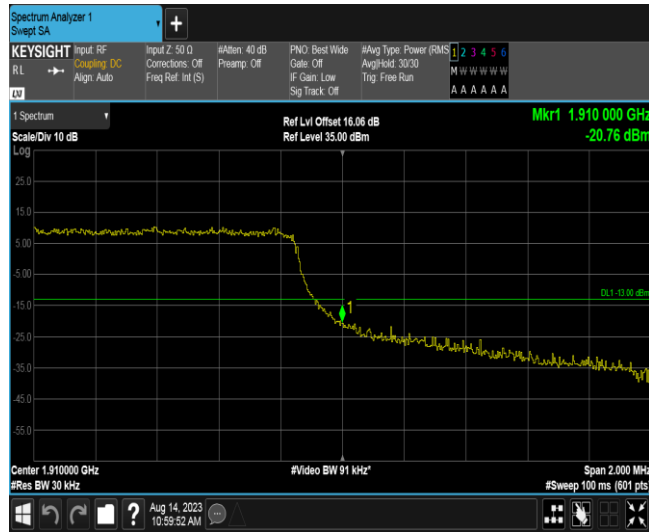 Spectrum Analyzer 1
Swept SA
+
KEYSIGHT
RL
LXI
Input: RF
Coupling: DC
Align: Auto
Input Z: 50 Ω
Corrections: Off
Freq Ref: Int (S)
#Atten: 40 dB
Preamp: Off
PNO: Best Wide
Gate: Off
IF Gain: Low
Sig Track: Off
#Avg Type: Power (RMS
Avg|Hold: 30/30
Trig: Free Run
1 2 3 4 5 6
M W W W W W
A A A A A A
1 Spectrum
Scale/Div 10 dB
Log
Ref Lvl Offset 16.06 dB
Ref Level 35.00 dBm
Mkr1 1.910 000 GHz
-20.76 dBm
25.0
15.0
5.00
-5.00
-15.0
-25.0
-35.0
-45.0
-55.0
DL1 -13.00 dBm
1
Center 1.910000 GHz
#Res BW 30 kHz
#Video BW 91 kHz*
Span 2.000 MHz
#Sweep 100 ms (601 pts)
?
Aug 14, 2023
10:59:52 AM